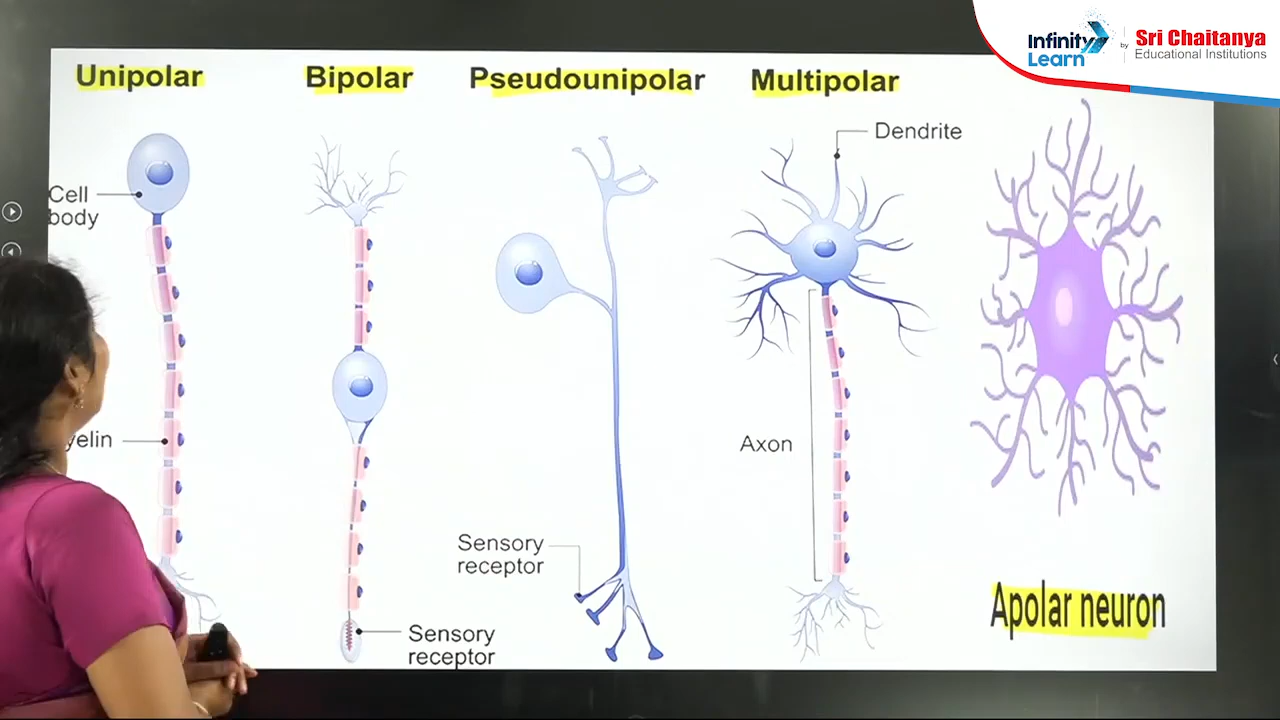 Infinity
Learn
by
Sri Chaitanya
Educational Institutions
Unipolar
Bipolar
Pseudounipolar
Multipolar
Dendrite
Cell
body
yelin
Axon
Sensory
receptor
Sensory
receptor
Apolar neuron